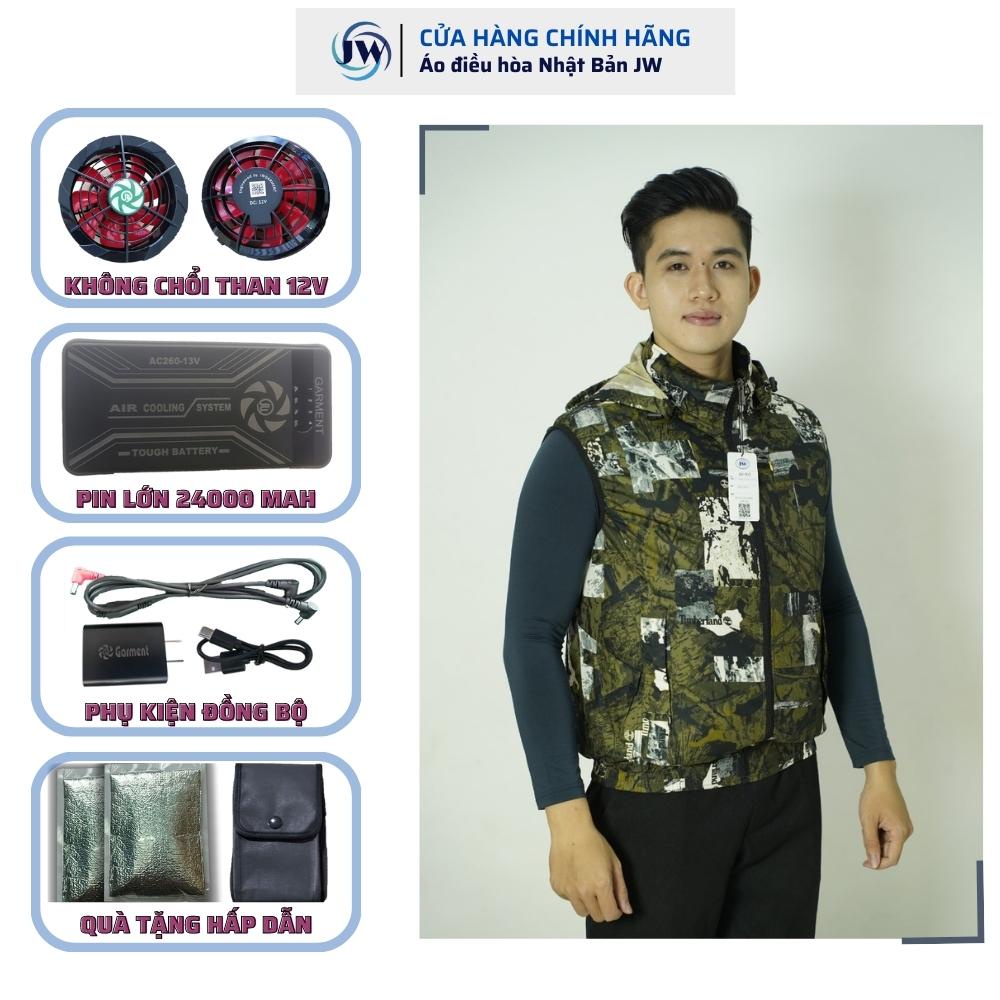 JW
CỬA HÀNG CHÍNH HÃNG
Áo điều hòa Nhật Bản JW
DC: 12V
KHÔNG CHỔI THAN 12V
AC260-13V
GARMENT
AIR COOLING SYSTEM
TOUGH BATTERY
PIN LỚN 24000 MAH
Garment
PHỤ KIỆN ĐỒNG BỘ
QUÀ TẶNG HẤP DẪN
JW
Timberland